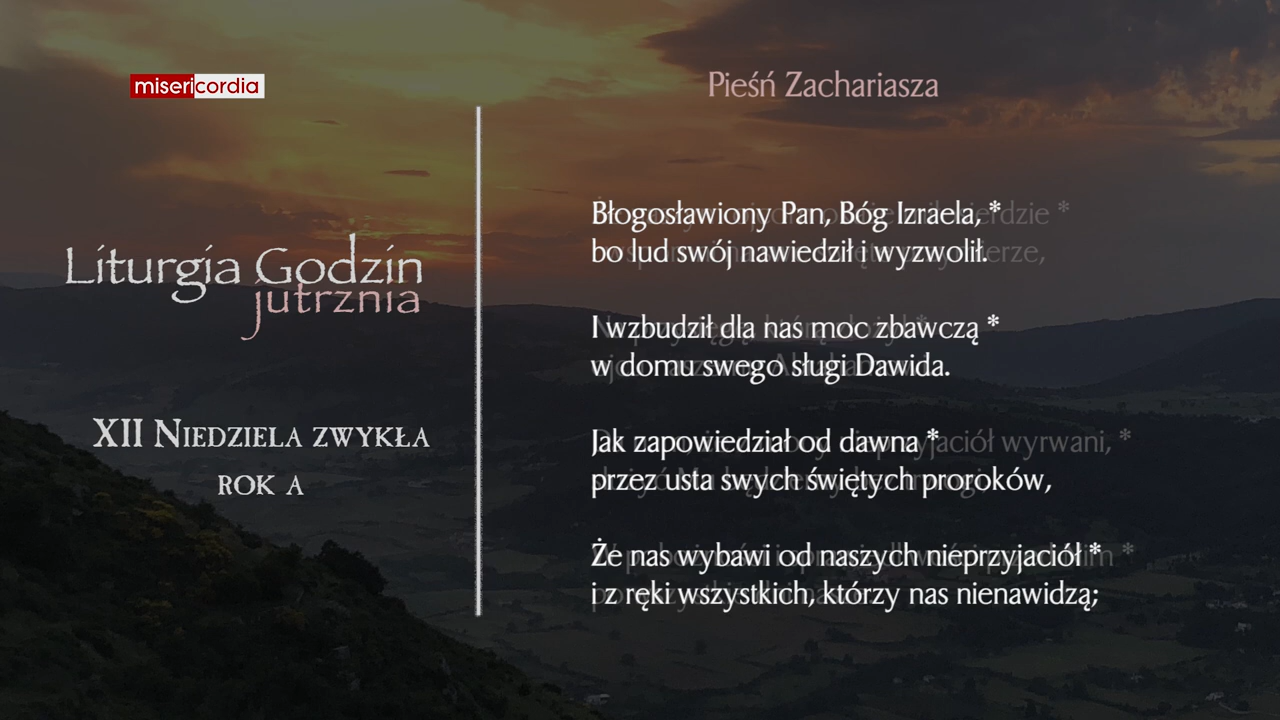 misericordia
Liturgia Godzin
jutrznia
XII Niedziela zwykła
rok A
Pieśń Zachariasza
Błogosławiony Pan, Bóg Izraela, *
bo lud swój nawiedził i wyzwolił.
I wzbudził dla nas moc zbawczą *
w domu swego sługi Dawida.
Jak zapowiedział od dawna *
przez usta swych świętych proroków,
Że nas wybawi od naszych nieprzyjaciół *
i z ręki wszystkich, którzy nas nienawidzą;